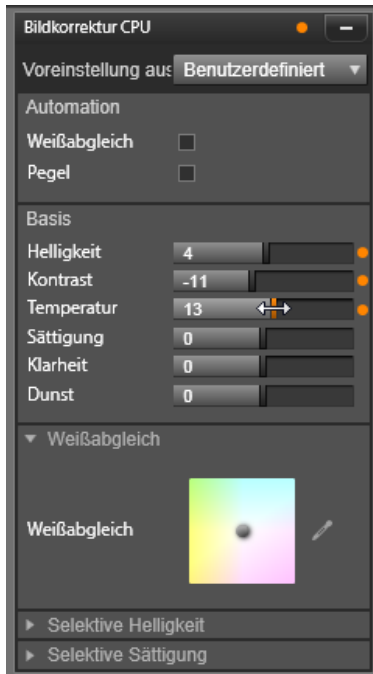 Bildkorrektur CPU
Voreinstellung aus Benutzerdefiniert
Automation
Weißabgleich
Pegel
Basis
Helligkeit 4
Kontrast -11
Temperatur 13
Sättigung 0
Klarheit 0
Dunst 0
Weißabgleich
Weißabgleich
Selektive Helligkeit
Selektive Sättigung